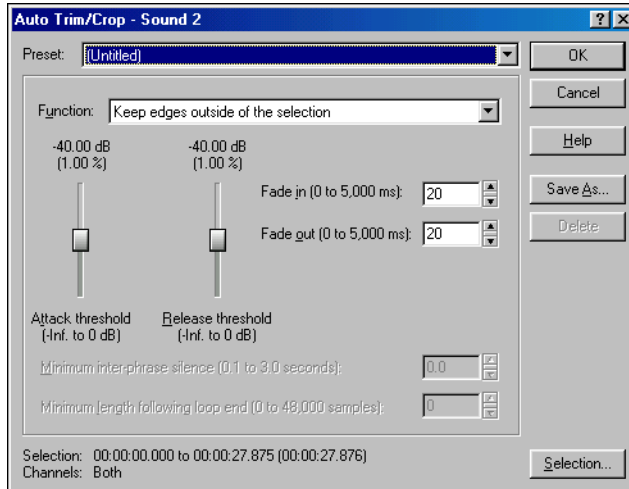 Auto Trim/Crop - Sound 2
Preset: (Untitled)
OK
Cancel
Help
Save As...
Delete
Function: Keep edges outside of the selection
-40.00 dB -40.00 dB
(1.00 %) (1.00 %)
Fade in (0 to 5,000 ms): 20
Fade out (0 to 5,000 ms): 20
Attack threshold Release threshold
(-Inf. to 0 dB) (-Inf. to 0 dB)
Minimum inter-phrase silence (0.1 to 3.0 seconds): 0.0
Minimum length following loop end (0 to 48,000 samples): 0
Selection: 00:00:00.000 to 00:00:27.875 (00:00:27.876)
Channels: Both
Selection...